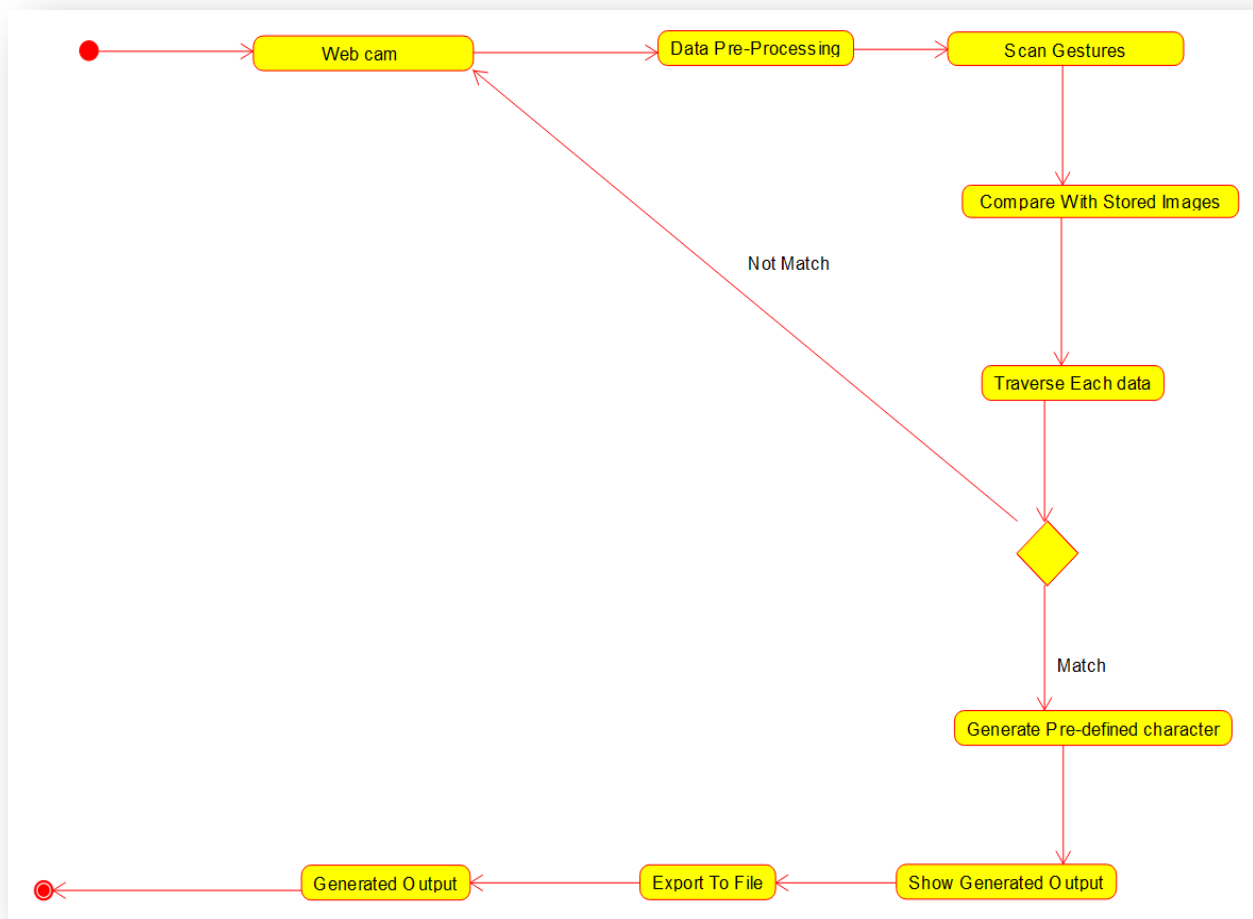 Web cam
Data Pre-Processing
Scan Gestures
Compare With Stored Images
Not Match
Traverse Each data
Match
Generate Pre-defined character
Generated Output
Export To File
Show Generated Output